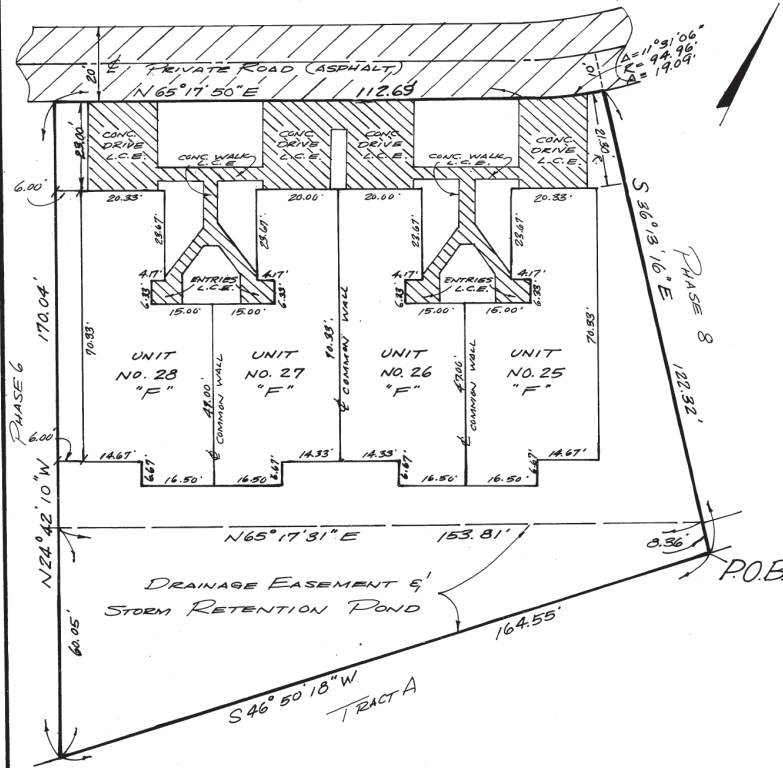 20'
℄ PRIVATE ROAD (ASPHALT)
Δ=11°31'06"
R= 94.96'
A= 19.09'
N65°17'50"E 112.69'
CONC. DRIVE L.C.E.
CONC. DRIVE L.C.E.
CONC. DRIVE L.C.E.
CONC. DRIVE L.C.E.
CONC. WALK L.C.E.
CONC. WALK L.C.E.
23.00'
6.00'
20.33'
20.00'
20.00'
20.33'
23.67'
23.67'
23.67'
23.67'
4.17'
4.17'
4.17'
4.17'
6.33'
6.33'
6.33'
6.33'
ENTRIES L.C.E.
ENTRIES L.C.E.
15.00'
15.00'
15.00'
15.00'
S 36°13'16"E 122.32'
PHASE 8
PHASE 6
170.04'
70.33'
70.33'
70.33'
UNIT NO. 28 "F"
UNIT NO. 27 "F"
UNIT NO. 26 "F"
UNIT NO. 25 "F"
℄ COMMON WALL
℄ COMMON WALL
℄ COMMON WALL
6.00'
14.67'
14.33'
14.33'
14.67'
6.67'
6.67'
6.67'
6.67'
16.50'
16.50'
16.50'
16.50'
N24°42'10"W
N65°17'31"E 153.81'
8.36'
P.O.B.
DRAINAGE EASEMENT &
STORM RETENTION POND
60.05'
164.55'
S46°50'18"W
TRACT A